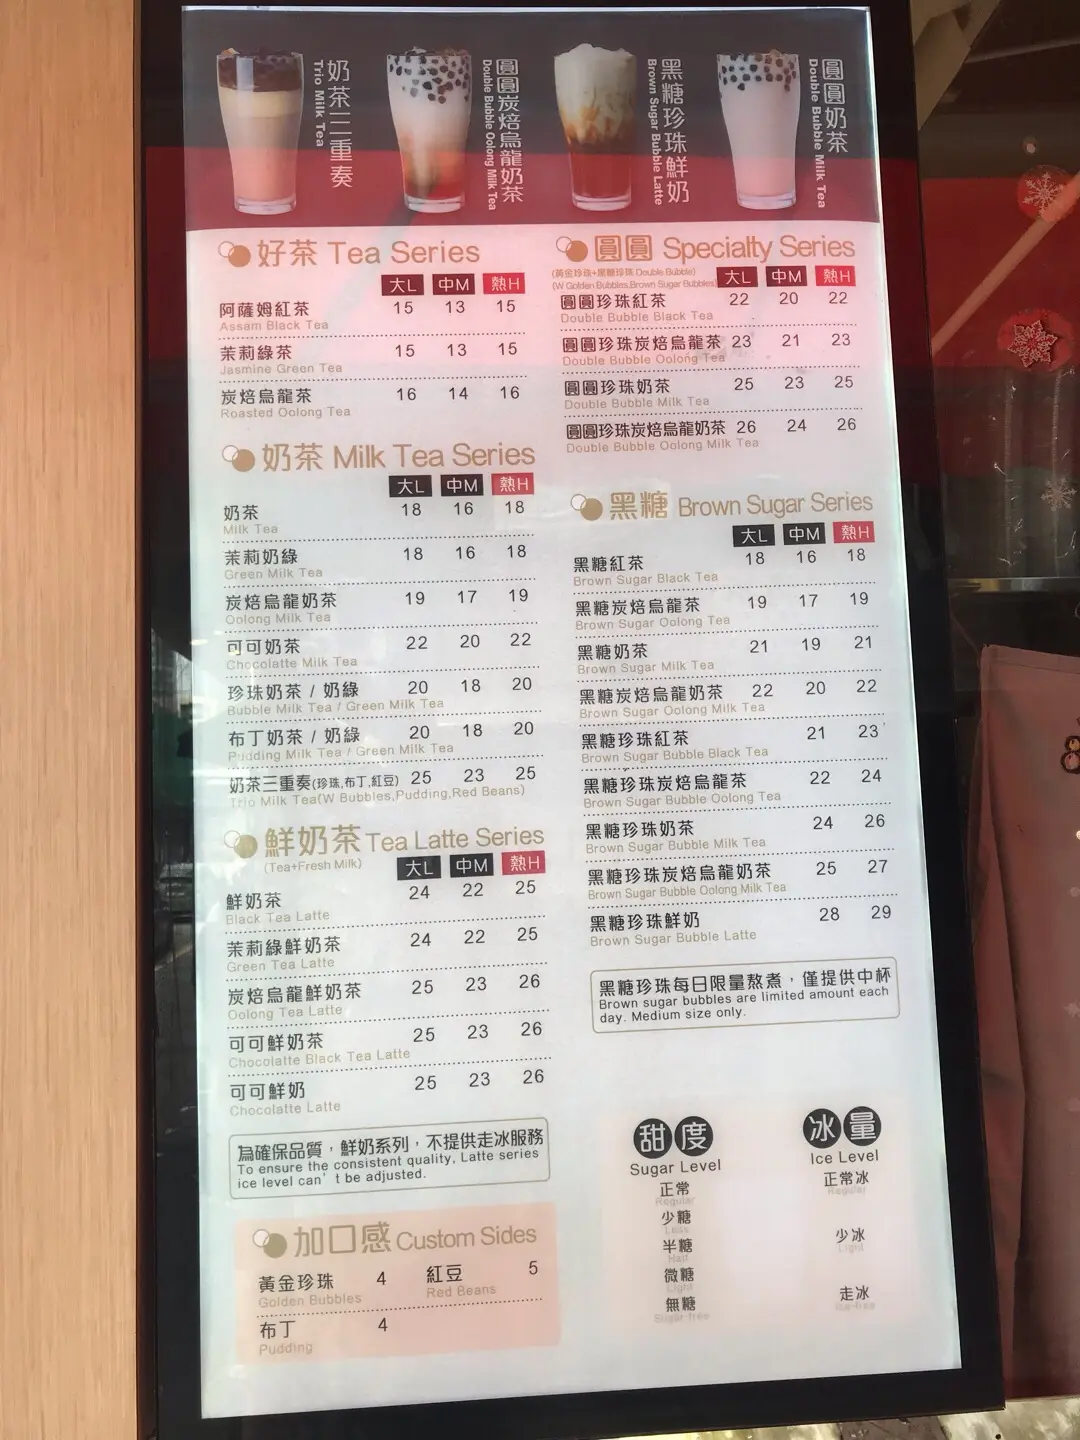 奶茶三重奏
Trio Milk Tea
圓圓炭焙烏龍奶茶
Double Bubble Oolong Milk Tea
黑糖珍珠鮮奶
Brown Sugar Bubble Latte
圓圓奶茶
Double Bubble Milk Tea
好茶 Tea Series
大L 中M 熱H
阿薩姆紅茶 15 13 15
Assam Black Tea
茉莉綠茶 15 13 15
Jasmine Green Tea
炭焙烏龍茶 16 14 16
Roasted Oolong Tea
奶茶 Milk Tea Series
大L 中M 熱H
奶茶 18 16 18
Milk Tea
茉莉奶綠 18 16 18
Green Milk Tea
炭焙烏龍奶茶 19 17 19
Oolong Milk Tea
可可奶茶 22 20 22
Chocolatte Milk Tea
珍珠奶茶 / 奶綠 20 18 20
Bubble Milk Tea / Green Milk Tea
布丁奶茶 / 奶綠 20 18 20
Pudding Milk Tea / Green Milk Tea
奶茶三重奏(珍珠,布丁,紅豆) 25 23 25
Trio Milk Tea(W Bubbles,Pudding,Red Beans)
鮮奶茶 Tea Latte Series
(Tea+Fresh Milk) 大L 中M 熱H
鮮奶茶 24 22 25
Black Tea Latte
茉莉綠鮮奶茶 24 22 25
Green Tea Latte
炭焙烏龍鮮奶茶 25 23 26
Oolong Tea Latte
可可鮮奶茶 25 23 26
Chocolatte Black Tea Latte
可可鮮奶 25 23 26
Chocolatte Latte
為確保品質，鮮奶系列，不提供走冰服務
To ensure the consistent quality, Latte series
ice level can't be adjusted.
加口感 Custom Sides
黃金珍珠 4 紅豆 5
Golden Bubbles Red Beans
布丁 4
Pudding
圓圓 Specialty Series
(黃金珍珠+黑糖珍珠 Double Bubble)
(W Golden Bubbles,Brown Sugar Bubbles)
大L 中M 熱H
圓圓珍珠紅茶 22 20 22
Double Bubble Black Tea
圓圓珍珠炭焙烏龍茶 23 21 23
Double Bubble Oolong Tea
圓圓珍珠奶茶 25 23 25
Double Bubble Milk Tea
圓圓珍珠炭焙烏龍奶茶 26 24 26
Double Bubble Oolong Milk Tea
黑糖 Brown Sugar Series
大L 中M 熱H
黑糖紅茶 18 16 18
Brown Sugar Black Tea
黑糖炭焙烏龍茶 19 17 19
Brown Sugar Oolong Tea
黑糖奶茶 21 19 21
Brown Sugar Milk Tea
黑糖炭焙烏龍奶茶 22 20 22
Brown Sugar Oolong Milk Tea
黑糖珍珠紅茶 21 23
Brown Sugar Bubble Black Tea
黑糖珍珠炭焙烏龍茶 22 24
Brown Sugar Bubble Oolong Tea
黑糖珍珠奶茶 24 26
Brown Sugar Bubble Milk Tea
黑糖珍珠炭焙烏龍奶茶 25 27
Brown Sugar Bubble Oolong Milk Tea
黑糖珍珠鮮奶 28 29
Brown Sugar Bubble Latte
黑糖珍珠每日限量熬煮，僅提供中杯
Brown sugar bubbles are limited amount each
day. Medium size only.
甜度
Sugar Level
正常
Regular
少糖
Less
半糖
Half
微糖
Light
無糖
Sugar free
冰量
Ice Level
正常冰
Regular
少冰
Light
走冰
Ice-free